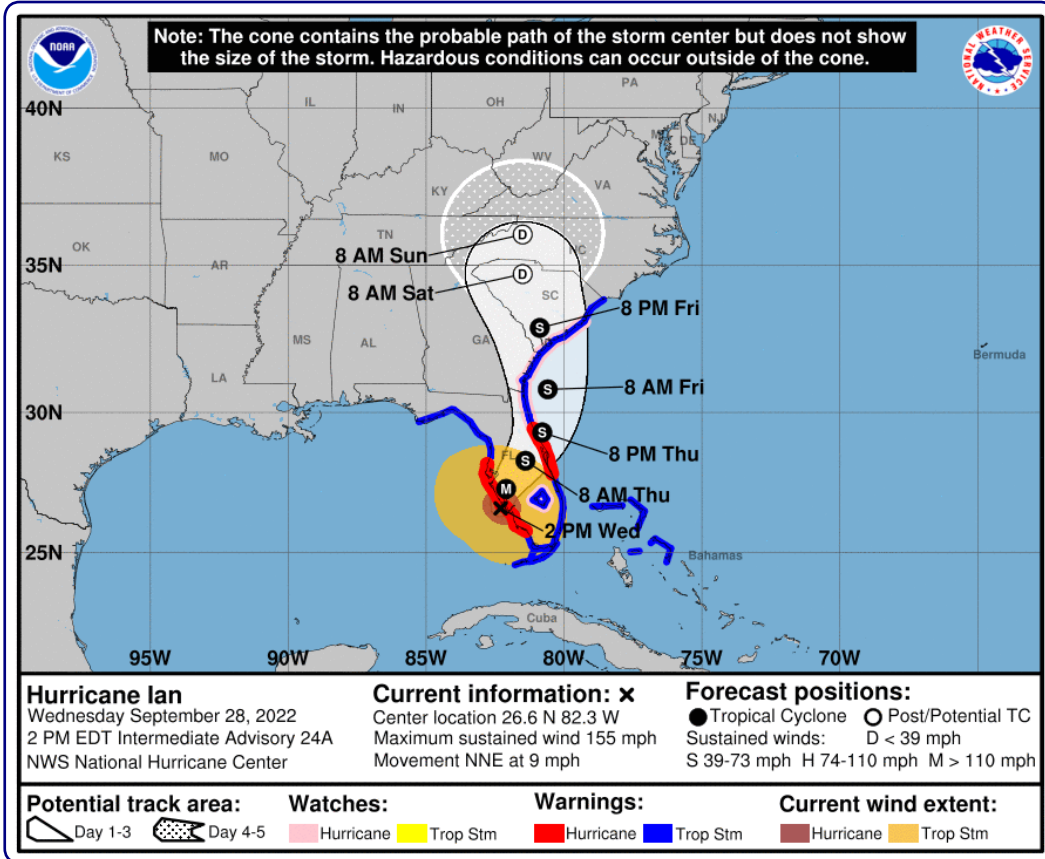 Note: The cone contains the probable path of the storm center but does not show
the size of the storm. Hazardous conditions can occur outside of the cone.
NOAA
NATIONAL WEATHER SERVICE
40N
35N
30N
25N
95W
90W
85W
80W
75W
70W
KS
MO
IL
IN
OH
PA
NJ
DE
WV
VA
KY
OK
AR
TN
NC
SC
MS
AL
GA
LA
FL
Bermuda
Bahamas
Cuba
D
8 AM Sun
D
8 AM Sat
S
8 PM Fri
S
8 AM Fri
S
8 PM Thu
S
8 AM Thu
M
2 PM Wed
Hurricane Ian
Wednesday September 28, 2022
2 PM EDT Intermediate Advisory 24A
NWS National Hurricane Center
Current information: ×
Center location 26.6 N 82.3 W
Maximum sustained wind 155 mph
Movement NNE at 9 mph
Forecast positions:
Tropical Cyclone Post/Potential TC
Sustained winds: D < 39 mph
S 39-73 mph H 74-110 mph M > 110 mph
Potential track area:
Day 1-3 Day 4-5
Watches:
Hurricane Trop Stm
Warnings:
Hurricane Trop Stm
Current wind extent:
Hurricane Trop Stm